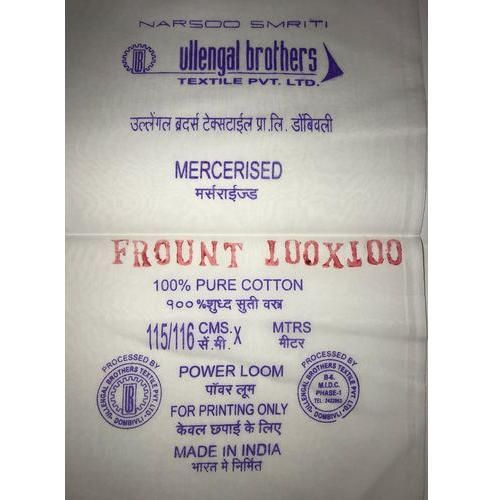 NARSOO SMRITI
ullengal brothers
TEXTILE PVT. LTD.
उल्लेंगल ब्रदर्स टेक्सटाईल प्रा.लि. डोंबिवली
MERCERISED
मर्सराईज्ड
FROUNT 100X100
100% PURE COTTON
१००%शुध्द सुती वस्त्र
115/116 CMS. X MTRS
सें.मी. मीटर
POWER LOOM
पॉवर लूम
FOR PRINTING ONLY
केवल छपाई के लिए
MADE IN INDIA
भारत मे निर्मित
PROCESSED BY
ULLENGAL BROTHERS TEXTILE PVT. LTD.
DOMBIVLI
PROCESSED BY
ULLENGAL BROTHERS TEXTILE PVT. LTD.
B-6,
M.I.D.C.
PHASE-1
DOMBIVLI